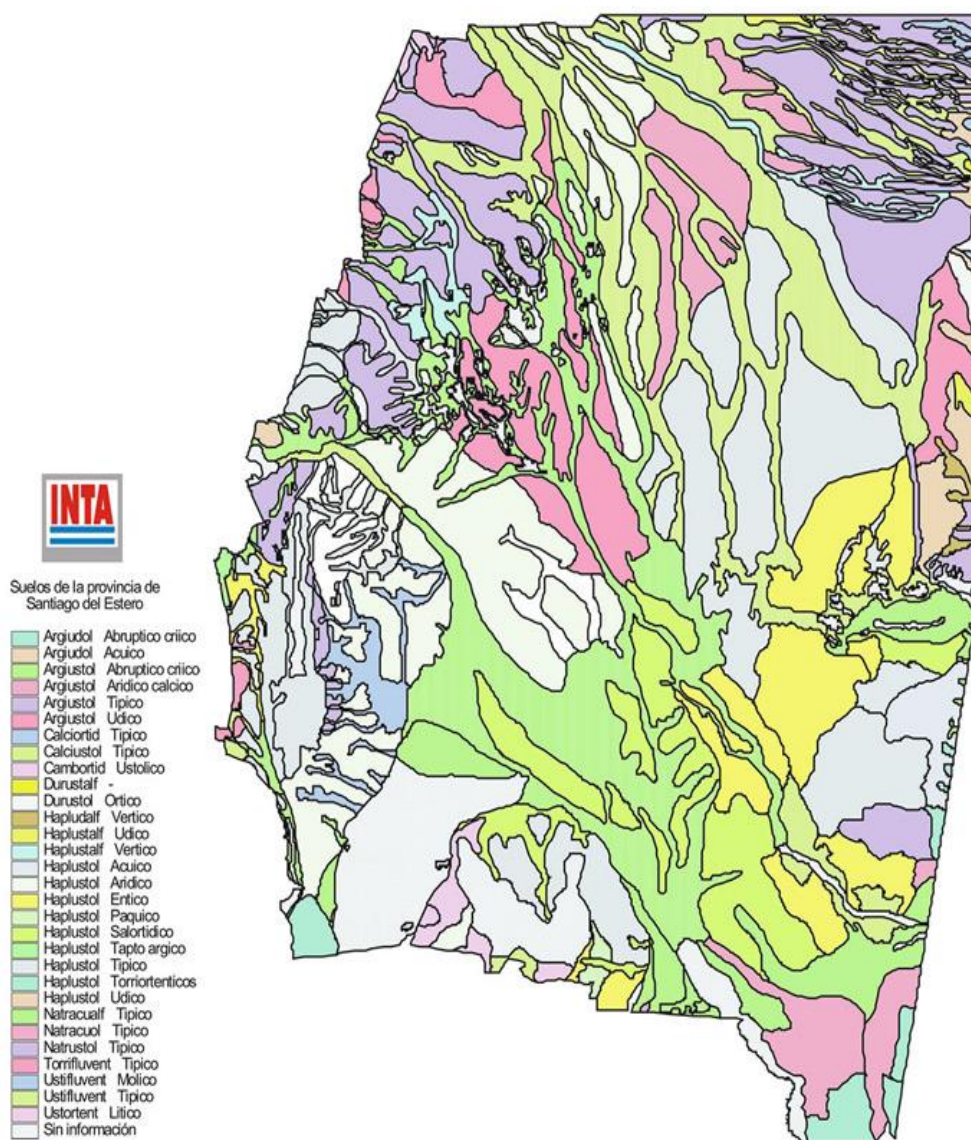 INTA
Suelos de la provincia de
Santiago del Estero
Argiudol Abruptico criico
Argiudol Acuico
Argiustol Abruptico criico
Argiustol Aridico calcico
Argiustol Tipico
Argiustol Udico
Calciortid Tipico
Calciustol Tipico
Cambortid Ustolico
Durustalf -
Durustol Ortico
Hapludalf Vertico
Haplustalf Udico
Haplustalf Vertico
Haplustol Acuico
Haplustol Aridico
Haplustol Entico
Haplustol Paquico
Haplustol Salortidico
Haplustol Tapto argico
Haplustol Tipico
Haplustol Torriortenticos
Haplustol Udico
Natracualf Tipico
Natracuol Tipico
Natrustol Tipico
Torrifluvent Tipico
Ustifluvent Molico
Ustifluvent Tipico
Ustortent Litico
Sin información